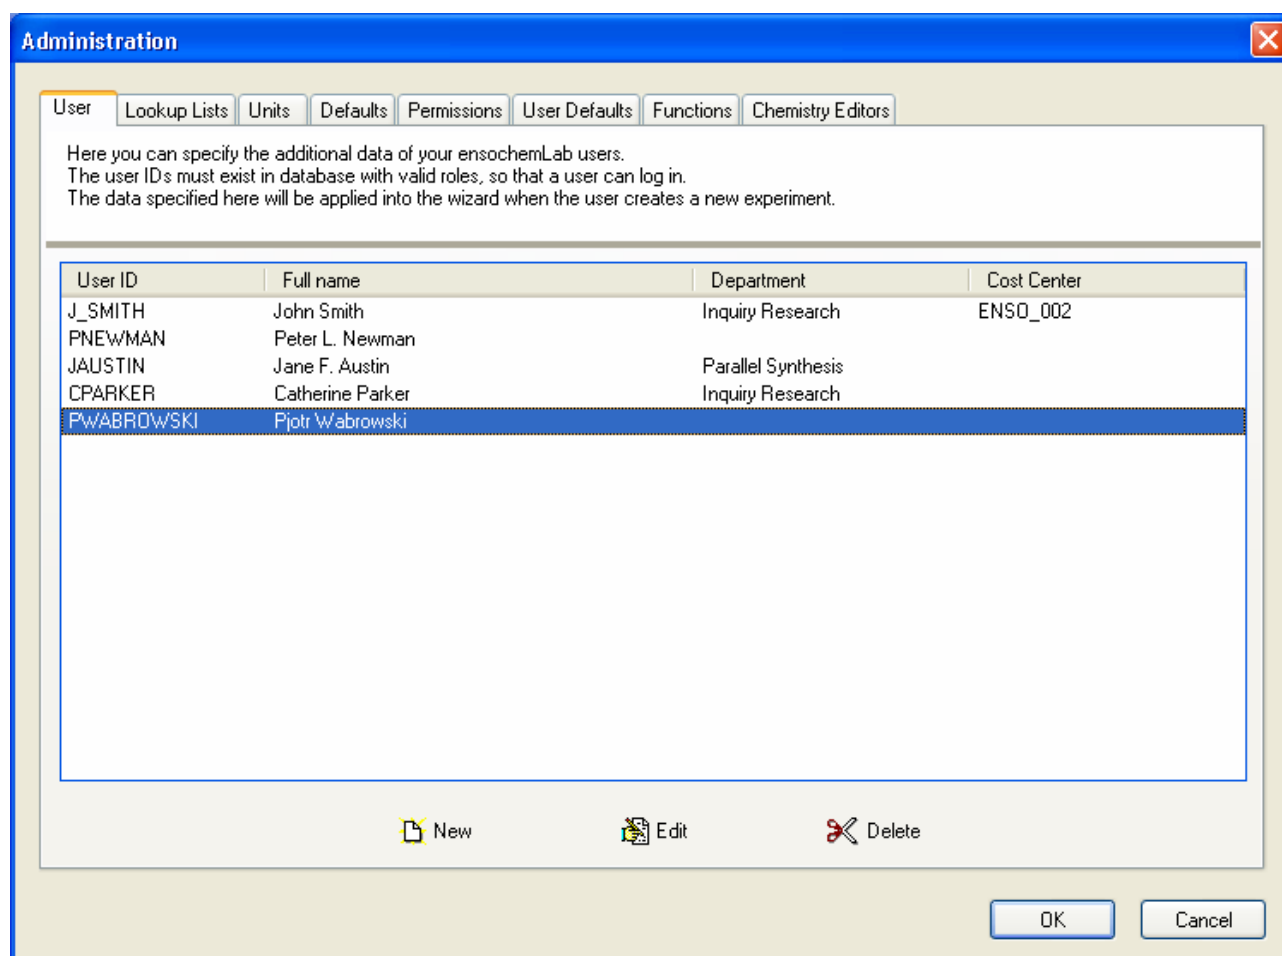 Administration
User Lookup Lists Units Defaults Permissions User Defaults Functions Chemistry Editors
Here you can specify the additional data of your ensochemLab users.
The user IDs must exist in database with valid roles, so that a user can log in.
The data specified here will be applied into the wizard when the user creates a new experiment.
User ID Full name Department Cost Center
J_SMITH John Smith Inquiry Research ENSO_002
PNEWMAN Peter L. Newman
JAUSTIN Jane F. Austin Parallel Synthesis
CPARKER Catherine Parker Inquiry Research
PWABROWSKI Pjotr Wabrowski
New Edit Delete
OK Cancel